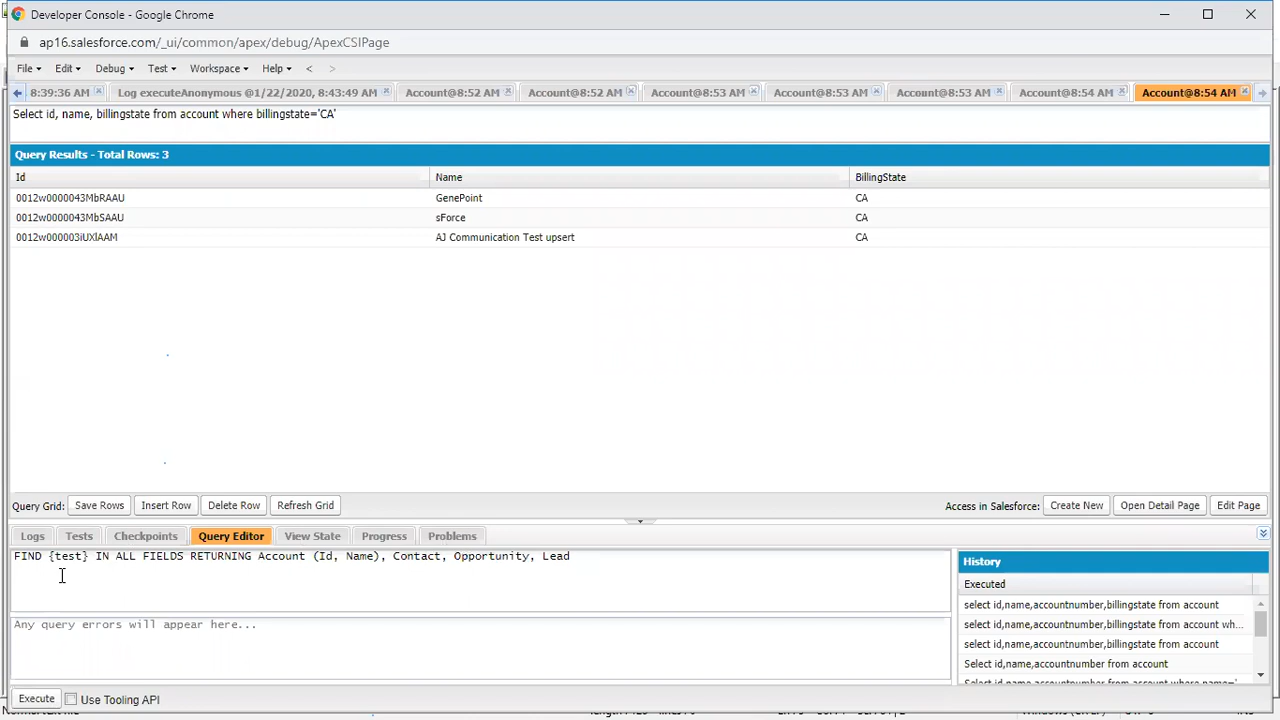 Developer Console - Google Chrome
ap16.salesforce.com/_ui/common/apex/debug/ApexCSIPage
File Edit Debug Test Workspace Help < >
8:39:36 AM Log executeAnonymous @1/22/2020, 8:43:49 AM Account@8:52 AM Account@8:52 AM Account@8:53 AM Account@8:53 AM Account@8:53 AM Account@8:54 AM Account@8:54 AM
Select id, name, billingstate from account where billingstate='CA'
Query Results - Total Rows: 3
Id Name BillingState
0012w0000043MbRAAU GenePoint CA
0012w0000043MbSAAU sForce CA
0012w000003iUXlAAM AJ Communication Test upsert CA
Query Grid: Save Rows Insert Row Delete Row Refresh Grid Access in Salesforce: Create New Open Detail Page Edit Page
Logs Tests Checkpoints Query Editor View State Progress Problems
FIND {test} IN ALL FIELDS RETURNING Account (Id, Name), Contact, Opportunity, Lead
Any query errors will appear here...
History
Executed
select id,name,accountnumber,billingstate from account
select id,name,accountnumber,billingstate from account wh...
select id,name,accountnumber,billingstate from account
Select id,name,accountnumber from account
Select id,name,accountnumber from account where name='
Execute Use Tooling API